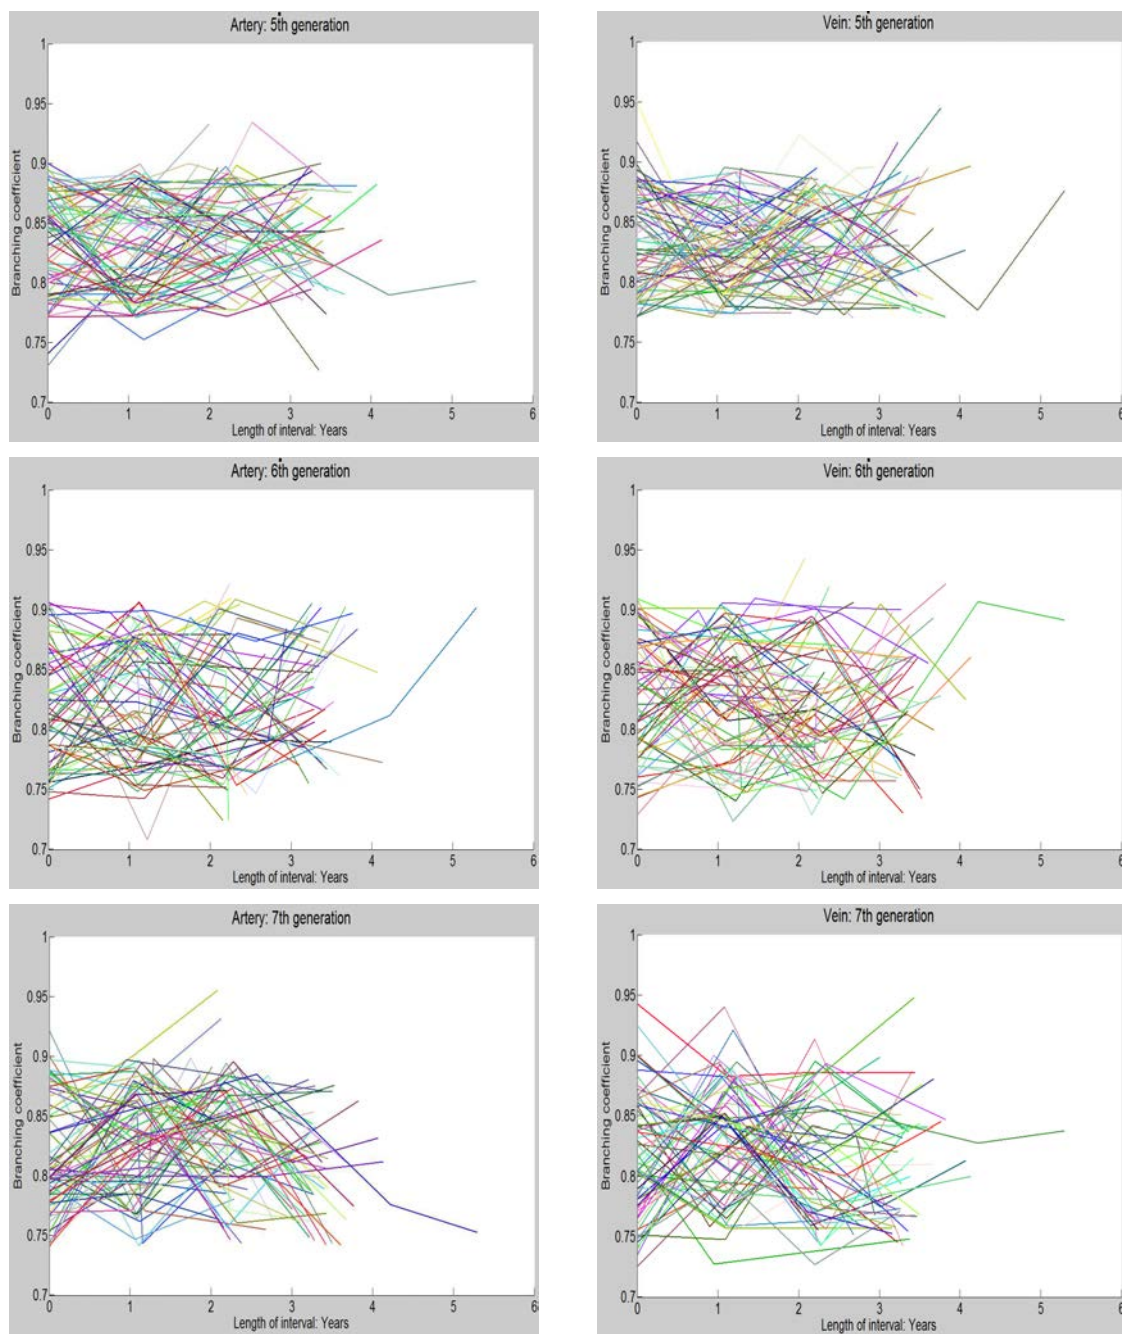 Artery: 5th generation
1
0.95
0.9
0.85
0.8
0.75
0.7
Branching coefficient
0 1 2 3 4 5 6
Length of interval: Years
Vein: 5th generation
1
0.95
0.9
0.85
0.8
0.75
0.7
Branching coefficient
0 1 2 3 4 5 6
Length of interval: Years
Artery: 6th generation
1
0.95
0.9
0.85
0.8
0.75
0.7
Branching coefficient
0 1 2 3 4 5 6
Length of interval: Years
Vein: 6th generation
1
0.95
0.9
0.85
0.8
0.75
0.7
Branching coefficient
0 1 2 3 4 5 6
Length of interval: Years
Artery: 7th generation
1
0.95
0.9
0.85
0.8
0.75
0.7
Branching coefficient
0 1 2 3 4 5 6
Length of interval: Years
Vein: 7th generation
1
0.95
0.9
0.85
0.8
0.75
0.7
Branching coefficient
0 1 2 3 4 5 6
Length of interval: Years